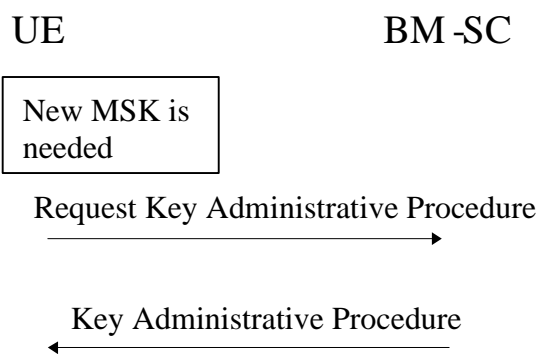 UE BM-SC
New MSK is
needed
Request Key Administrative Procedure
Key Administrative Procedure